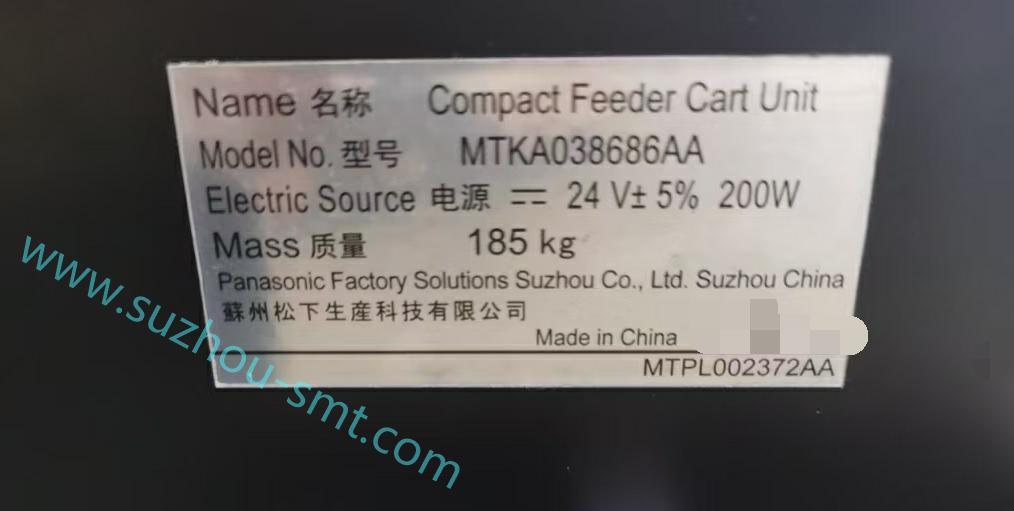 Name 名称 Compact Feeder Cart Unit
Model No. 型号 MTKA038686AA
Electric Source 电源 ⎓ 24 V± 5% 200W
Mass 质量 185 kg
Panasonic Factory Solutions Suzhou Co., Ltd. Suzhou China
蘇州松下生産科技有限公司
Made in China
MTPL002372AA
www.suzhou-smt.com